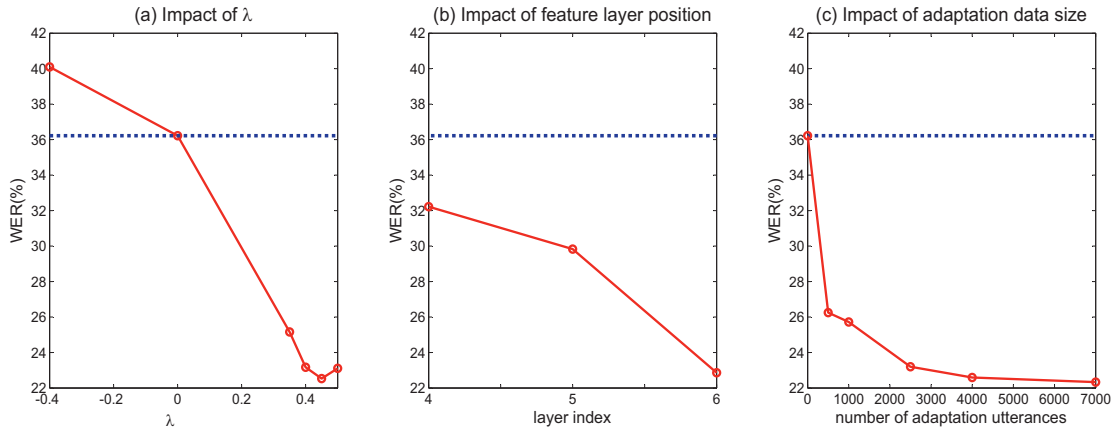 (a) Impact of λ
42
40
38
36
34
32
30
28
26
24
22
WER(%)
-0.4 -0.2 0 0.2 0.4
λ
(b) Impact of feature layer position
42
40
38
36
34
32
30
28
26
24
22
WER(%)
4 5 6
layer index
(c) Impact of adaptation data size
42
40
38
36
34
32
30
28
26
24
22
WER(%)
0 1000 2000 3000 4000 5000 6000 7000
number of adaptation utterances